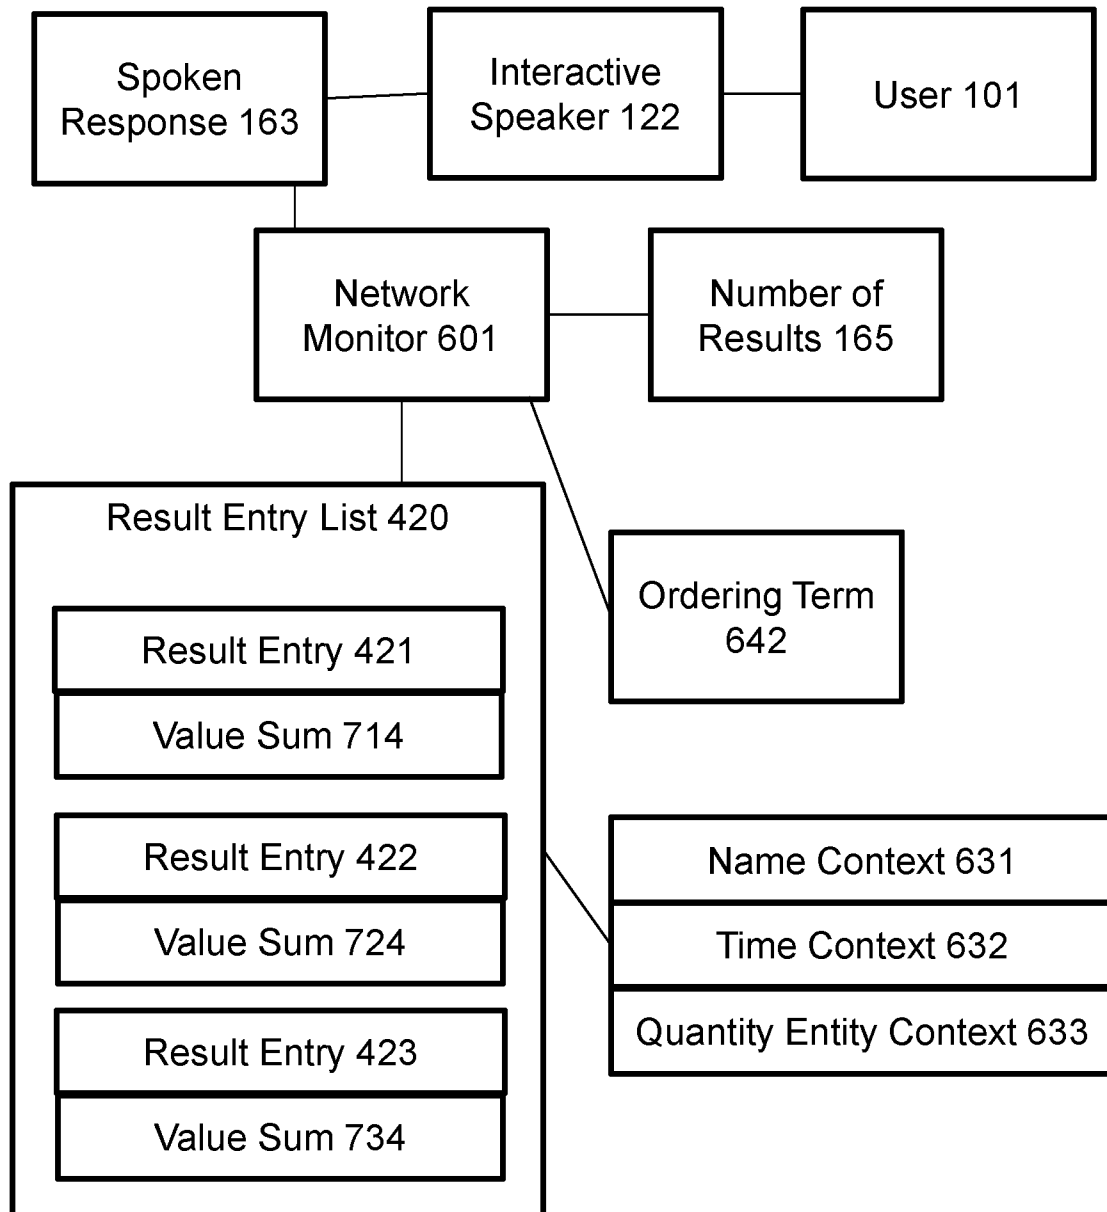 Spoken
Response 163
Interactive
Speaker 122
User 101
Network
Monitor 601
Number of
Results 165
Result Entry List 420
Ordering Term
642
Result Entry 421
Value Sum 714
Result Entry 422
Value Sum 724
Result Entry 423
Value Sum 734
Name Context 631
Time Context 632
Quantity Entity Context 633